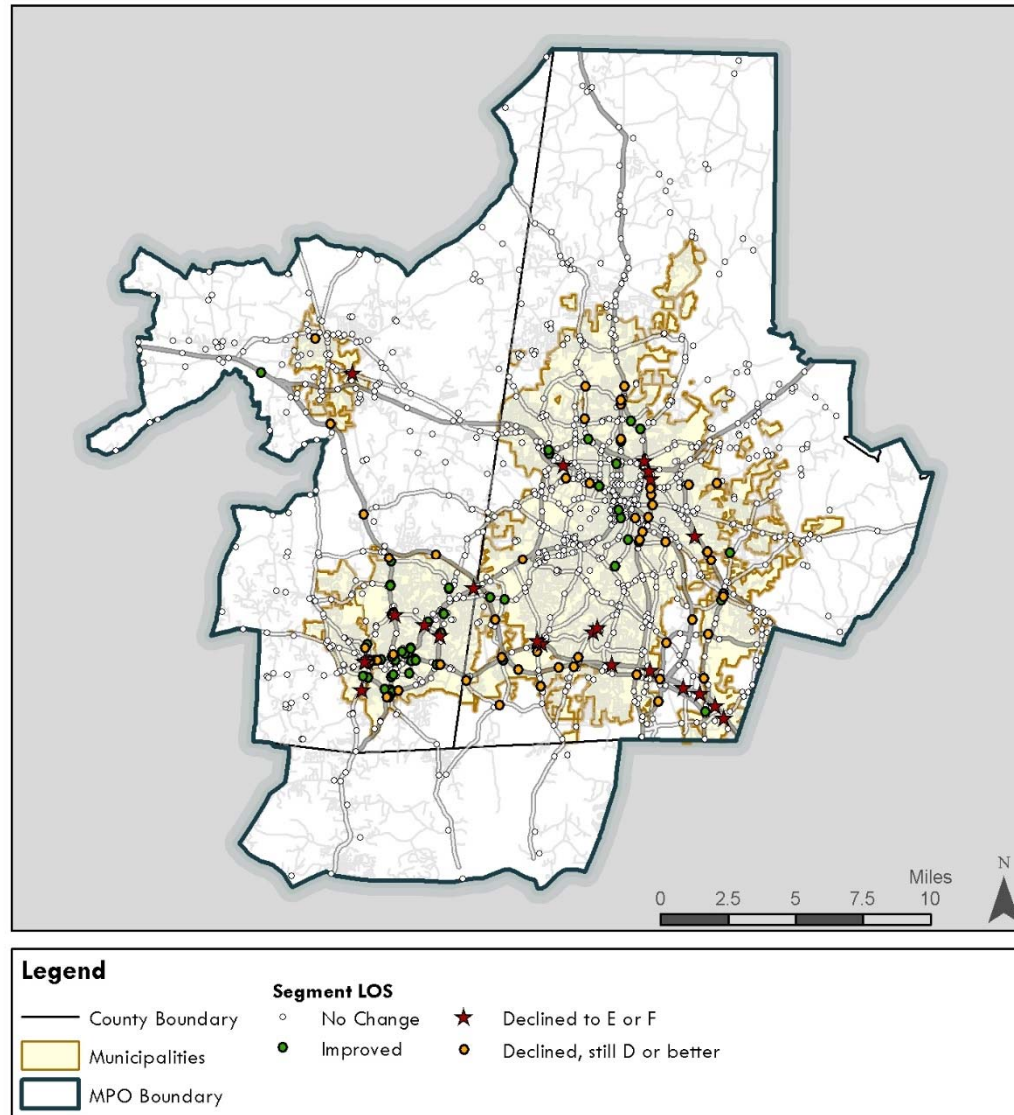 N
Miles
0 2.5 5 7.5 10
Legend
Segment LOS
County Boundary
No Change
Declined to E or F
Municipalities
Improved
Declined, still D or better
MPO Boundary